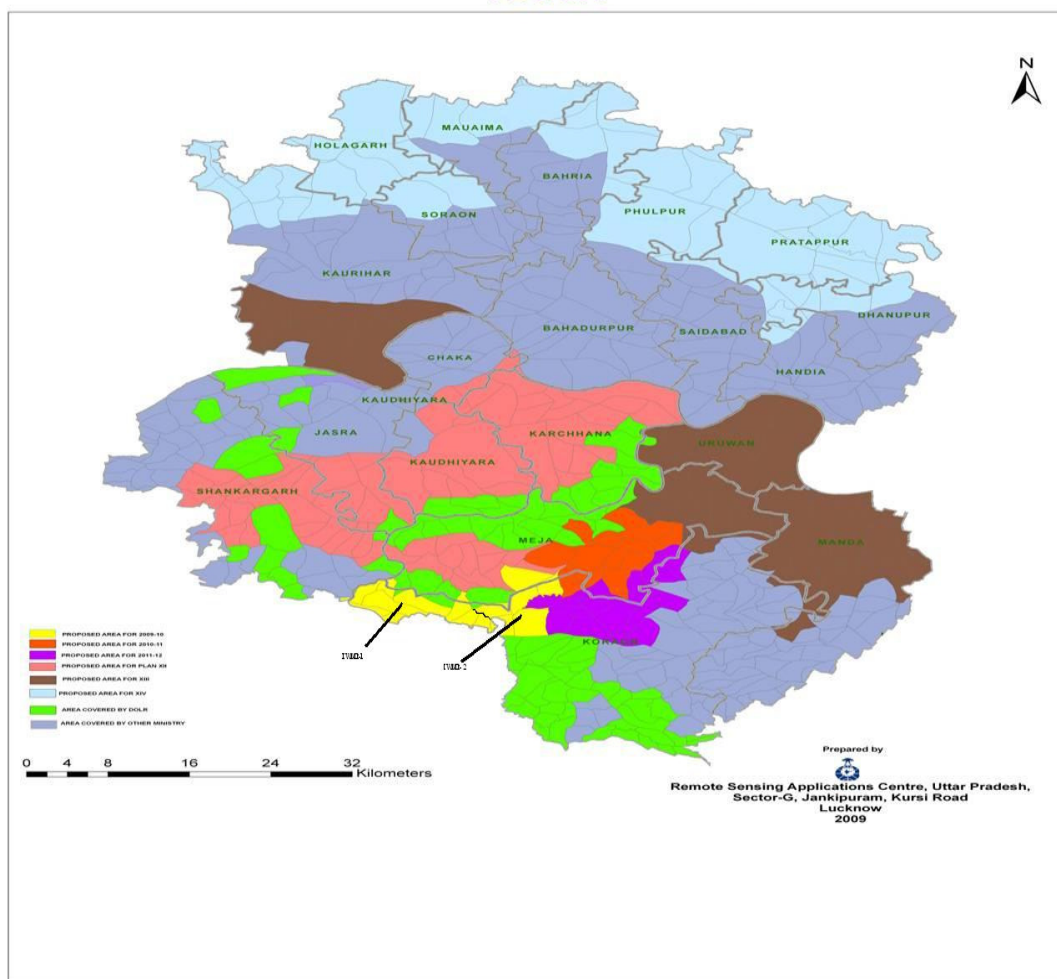 N
MAUAIMA
HOLAGARH
BAHRIA
PHULPUR
SORAON
PRATAPPUR
KAURIHAR
DHANUPUR
BAHADURPUR
SAIDABAD
CHAKA
HANDIA
KAUDHIYARA
JASRA
KARCHHANA
URUWAN
KAUDHIYARA
SHANKARGARH
MEJA
MANDA
KORAON
PROPOSED AREA FOR 2009-10
PROPOSED AREA FOR 2010-11
PROPOSED AREA FOR 2011-12
PROPOSED AREA FOR PLAN XII
PROPOSED AREA FOR XIII
PROPOSED AREA FOR XIV
AREA COVERED BY DOLR
AREA COVERED BY OTHER MINISTRY
0 4 8 16 24 32
Kilometers
Prepared by
Remote Sensing Applications Centre, Uttar Pradesh,
Sector-G, Jankipuram, Kursi Road
Lucknow
2009